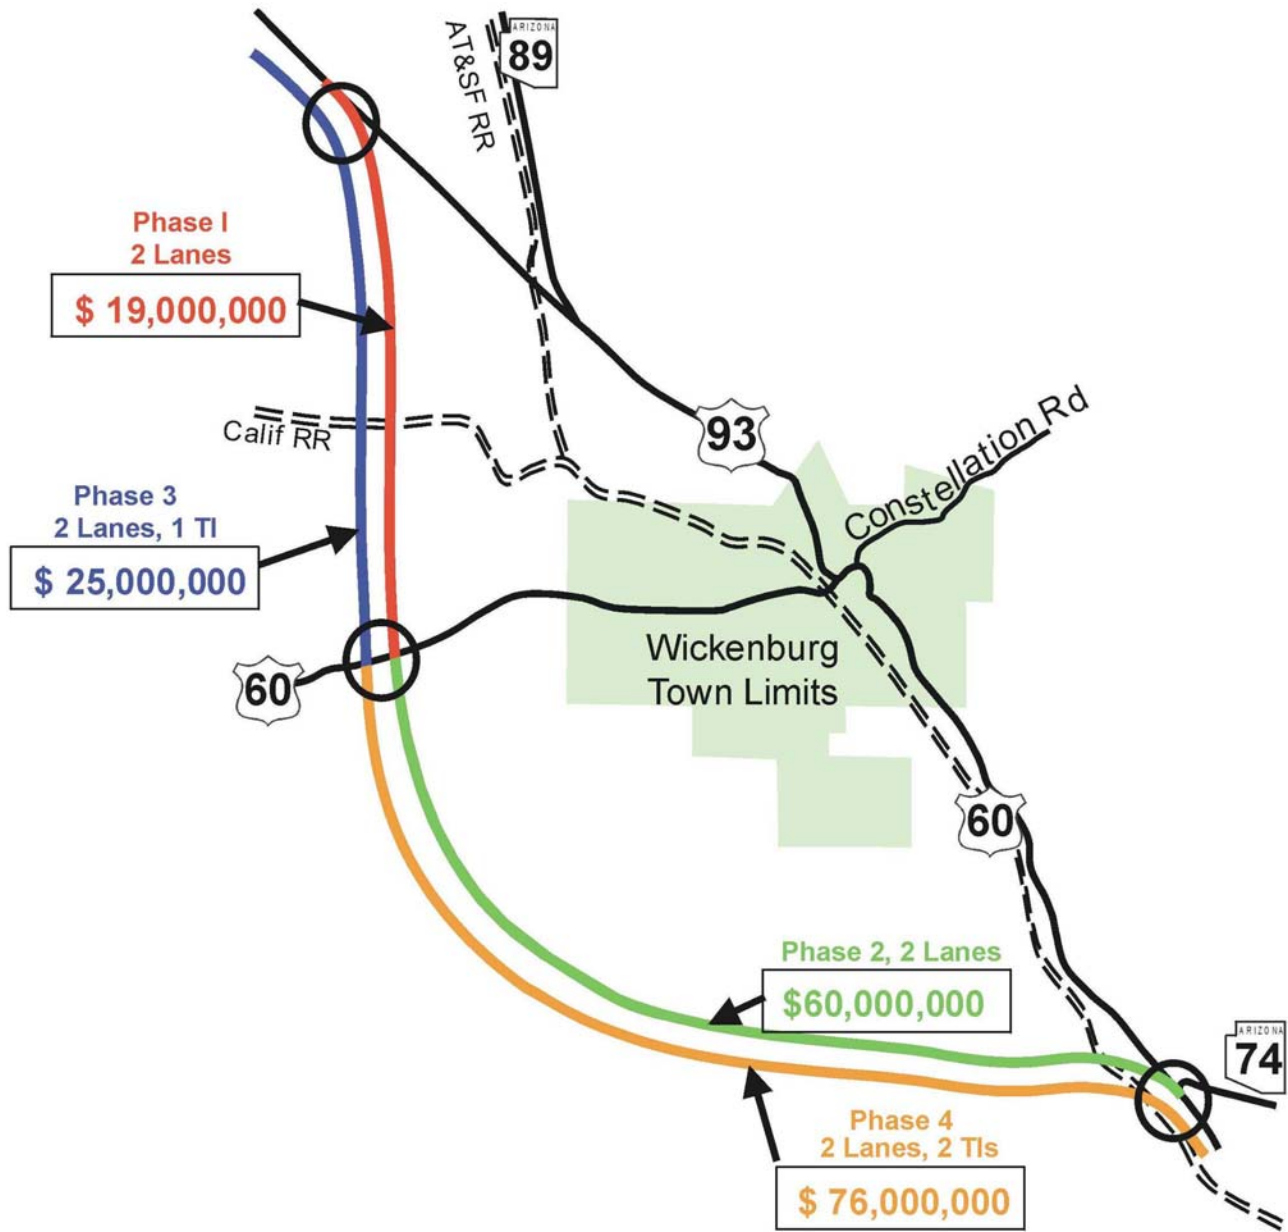 ARIZONA
89
AT&SF RR
Phase I
2 Lanes
$ 19,000,000
Calif RR
93
Constellation Rd
Phase 3
2 Lanes, 1 TI
$ 25,000,000
Wickenburg
Town Limits
60
60
Phase 2, 2 Lanes
$60,000,000
ARIZONA
74
Phase 4
2 Lanes, 2 TIs
$ 76,000,000